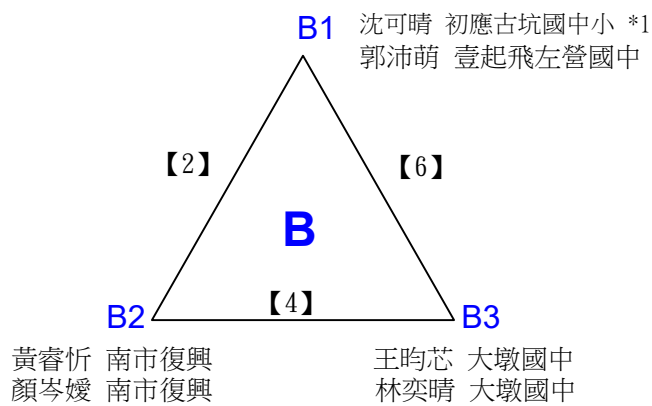 B1
沈可晴 初應古坑國中小 *1
郭沛萌 壹起飛左營國中
【2】
【6】
B
【4】
B2
B3
黃睿忻 南市復興
顏岑嫒 南市復興
王昀芯 大墩國中
林奕晴 大墩國中